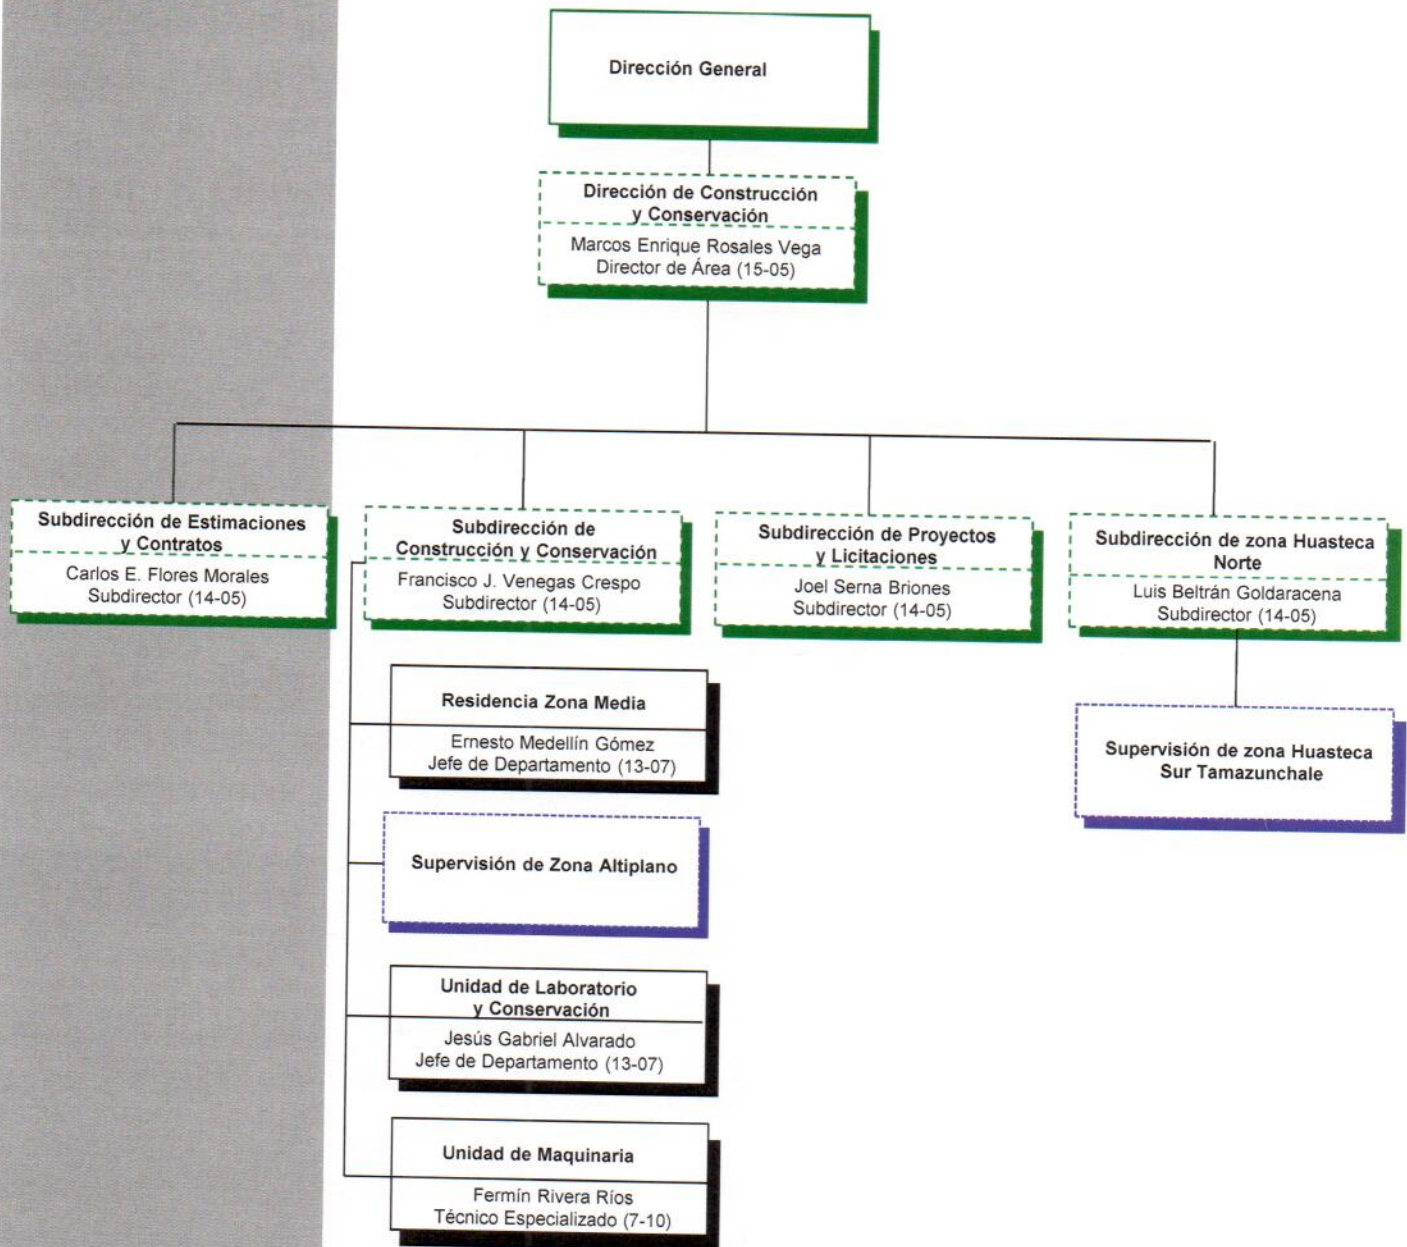 Dirección General
Dirección de Construcción
y Conservación
Marcos Enrique Rosales Vega
Director de Área (15-05)
Subdirección de Estimaciones
y Contratos
Carlos E. Flores Morales
Subdirector (14-05)
Subdirección de
Construcción y Conservación
Francisco J. Venegas Crespo
Subdirector (14-05)
Subdirección de Proyectos
y Licitaciones
Joel Serna Briones
Subdirector (14-05)
Subdirección de zona Huasteca
Norte
Luis Beltrán Goldaracena
Subdirector (14-05)
Residencia Zona Media
Ernesto Medellín Gómez
Jefe de Departamento (13-07)
Supervisión de zona Huasteca
Sur Tamazunchale
Supervisión de Zona Altiplano
Unidad de Laboratorio
y Conservación
Jesús Gabriel Alvarado
Jefe de Departamento (13-07)
Unidad de Maquinaria
Fermín Rivera Ríos
Técnico Especializado (7-10)